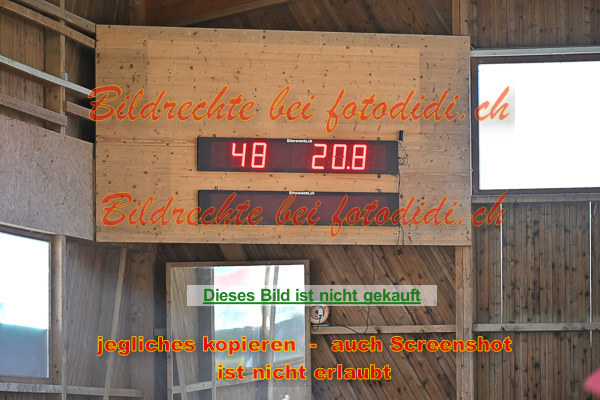 Bildrechte bei fotodidi.ch
48 20.8
Bildrechte bei fotodidi.ch
Dieses Bild ist nicht gekauft
jegliches kopieren - auch Screenshot
ist nicht erlaubt